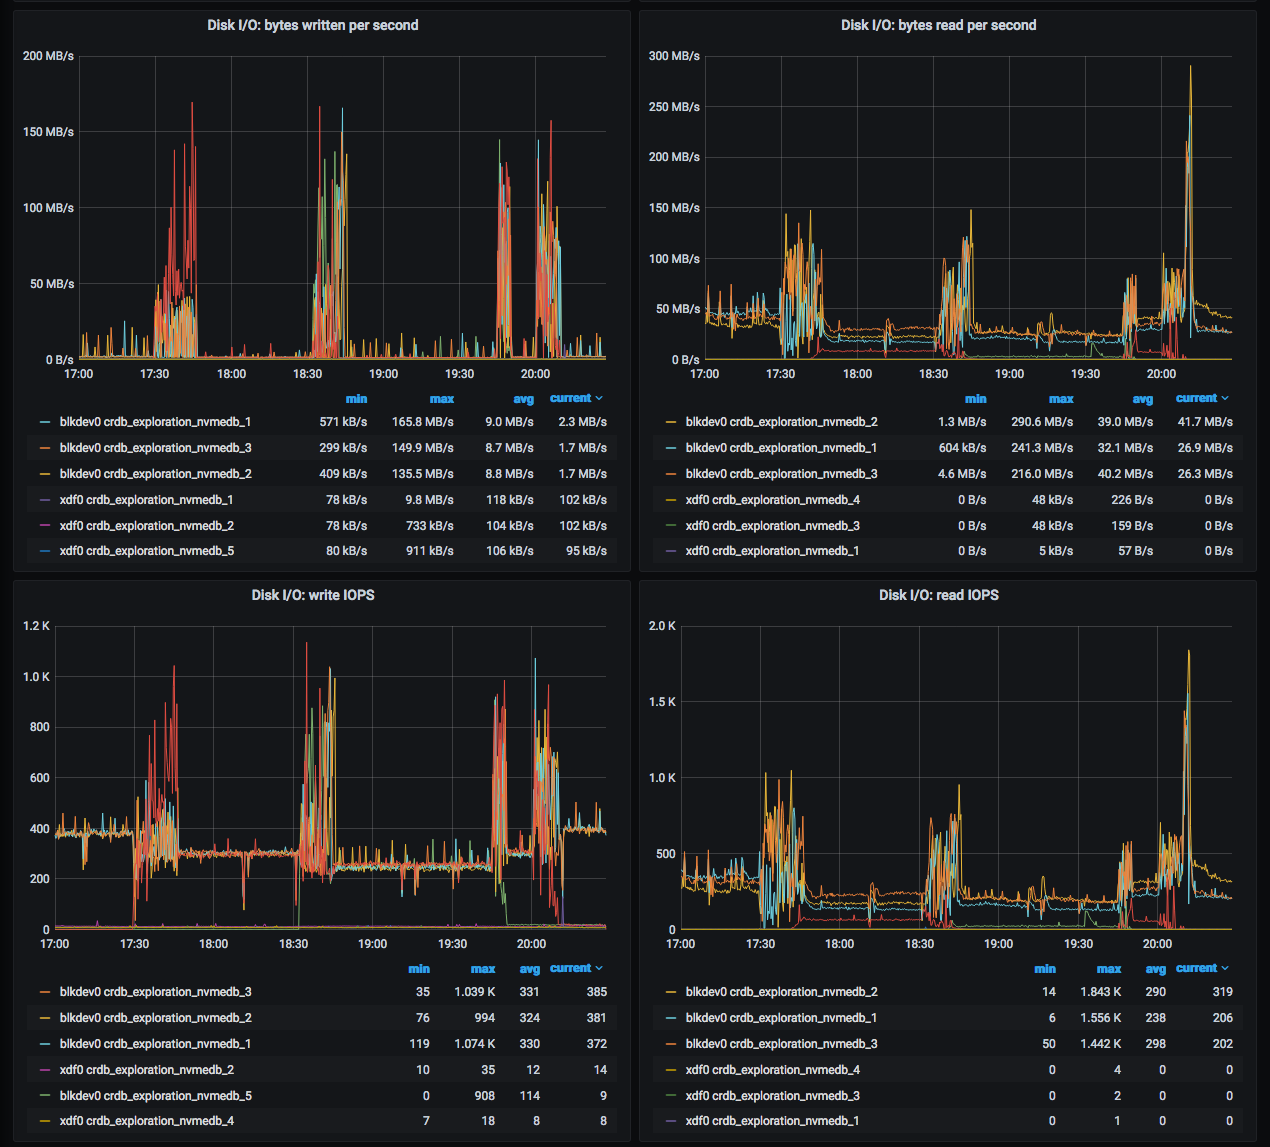 Disk I/O: bytes written per second
200 MB/s
150 MB/s
100 MB/s
50 MB/s
0 B/s
17:00 17:30 18:00 18:30 19:00 19:30 20:00
min max avg current
blkdev0 crdb_exploration_nvmedb_1 571 kB/s 165.8 MB/s 9.0 MB/s 2.3 MB/s
blkdev0 crdb_exploration_nvmedb_3 299 kB/s 149.9 MB/s 8.7 MB/s 1.7 MB/s
blkdev0 crdb_exploration_nvmedb_2 409 kB/s 135.5 MB/s 8.8 MB/s 1.7 MB/s
xdf0 crdb_exploration_nvmedb_1 78 kB/s 9.8 MB/s 118 kB/s 102 kB/s
xdf0 crdb_exploration_nvmedb_2 78 kB/s 733 kB/s 104 kB/s 102 kB/s
xdf0 crdb_exploration_nvmedb_5 80 kB/s 911 kB/s 106 kB/s 95 kB/s
Disk I/O: bytes read per second
300 MB/s
250 MB/s
200 MB/s
150 MB/s
100 MB/s
50 MB/s
0 B/s
17:00 17:30 18:00 18:30 19:00 19:30 20:00
min max avg current
blkdev0 crdb_exploration_nvmedb_2 1.3 MB/s 290.6 MB/s 39.0 MB/s 41.7 MB/s
blkdev0 crdb_exploration_nvmedb_1 604 kB/s 241.3 MB/s 32.1 MB/s 26.9 MB/s
blkdev0 crdb_exploration_nvmedb_3 4.6 MB/s 216.0 MB/s 40.2 MB/s 26.3 MB/s
xdf0 crdb_exploration_nvmedb_4 0 B/s 48 kB/s 226 B/s 0 B/s
xdf0 crdb_exploration_nvmedb_3 0 B/s 48 kB/s 159 B/s 0 B/s
xdf0 crdb_exploration_nvmedb_1 0 B/s 5 kB/s 57 B/s 0 B/s
Disk I/O: write IOPS
1.2 K
1.0 K
800
600
400
200
0
17:00 17:30 18:00 18:30 19:00 19:30 20:00
min max avg current
blkdev0 crdb_exploration_nvmedb_3 35 1.039 K 331 385
blkdev0 crdb_exploration_nvmedb_2 76 994 324 381
blkdev0 crdb_exploration_nvmedb_1 119 1.074 K 330 372
xdf0 crdb_exploration_nvmedb_2 10 35 12 14
blkdev0 crdb_exploration_nvmedb_5 0 908 114 9
xdf0 crdb_exploration_nvmedb_4 7 18 8 8
Disk I/O: read IOPS
2.0 K
1.5 K
1.0 K
500
0
17:00 17:30 18:00 18:30 19:00 19:30 20:00
min max avg current
blkdev0 crdb_exploration_nvmedb_2 14 1.843 K 290 319
blkdev0 crdb_exploration_nvmedb_1 6 1.556 K 238 206
blkdev0 crdb_exploration_nvmedb_3 50 1.442 K 298 202
xdf0 crdb_exploration_nvmedb_4 0 4 0 0
xdf0 crdb_exploration_nvmedb_3 0 2 0 0
xdf0 crdb_exploration_nvmedb_1 0 1 0 0